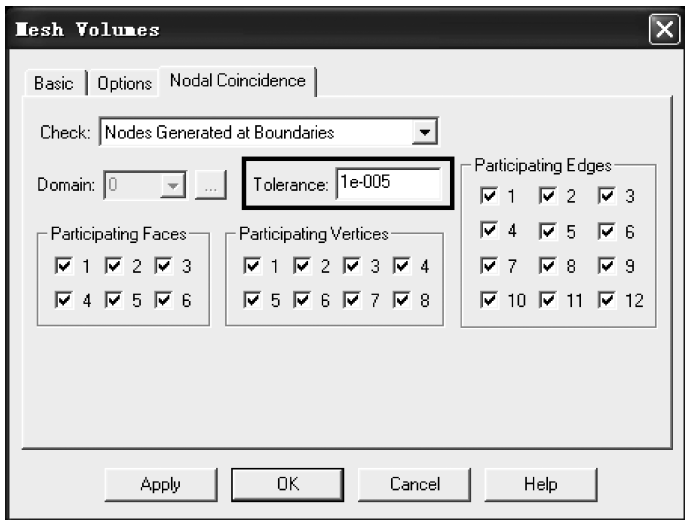 Mesh Volumes
Basic Options Nodal Coincidence
Check: Nodes Generated at Boundaries
Domain: 0 ... Tolerance: 1e-005
Participating Edges
1 2 3
4 5 6
7 8 9
10 11 12
Participating Faces
1 2 3
4 5 6
Participating Vertices
1 2 3 4
5 6 7 8
Apply OK Cancel Help